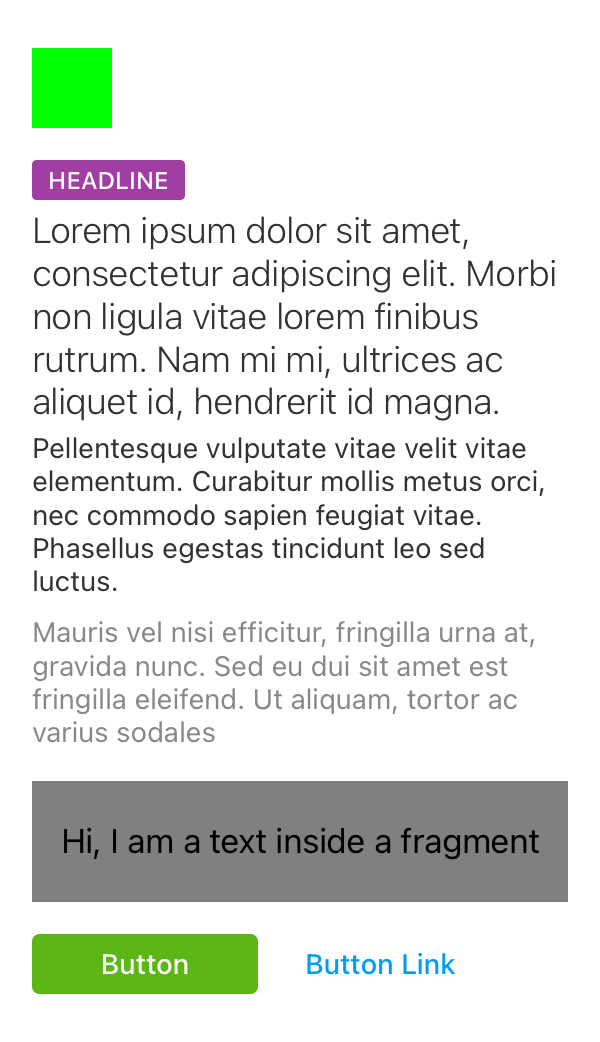 HEADLINE
Lorem ipsum dolor sit amet,
consectetur adipiscing elit. Morbi
non ligula vitae lorem finibus
rutrum. Nam mi mi, ultrices ac
aliquet id, hendrerit id magna.
Pellentesque vulputate vitae velit vitae
elementum. Curabitur mollis metus orci,
nec commodo sapien feugiat vitae.
Phasellus egestas tincidunt leo sed
luctus.
Mauris vel nisi efficitur, fringilla urna at,
gravida nunc. Sed eu dui sit amet est
fringilla eleifend. Ut aliquam, tortor ac
varius sodales
Hi, I am a text inside a fragment
Button
Button Link